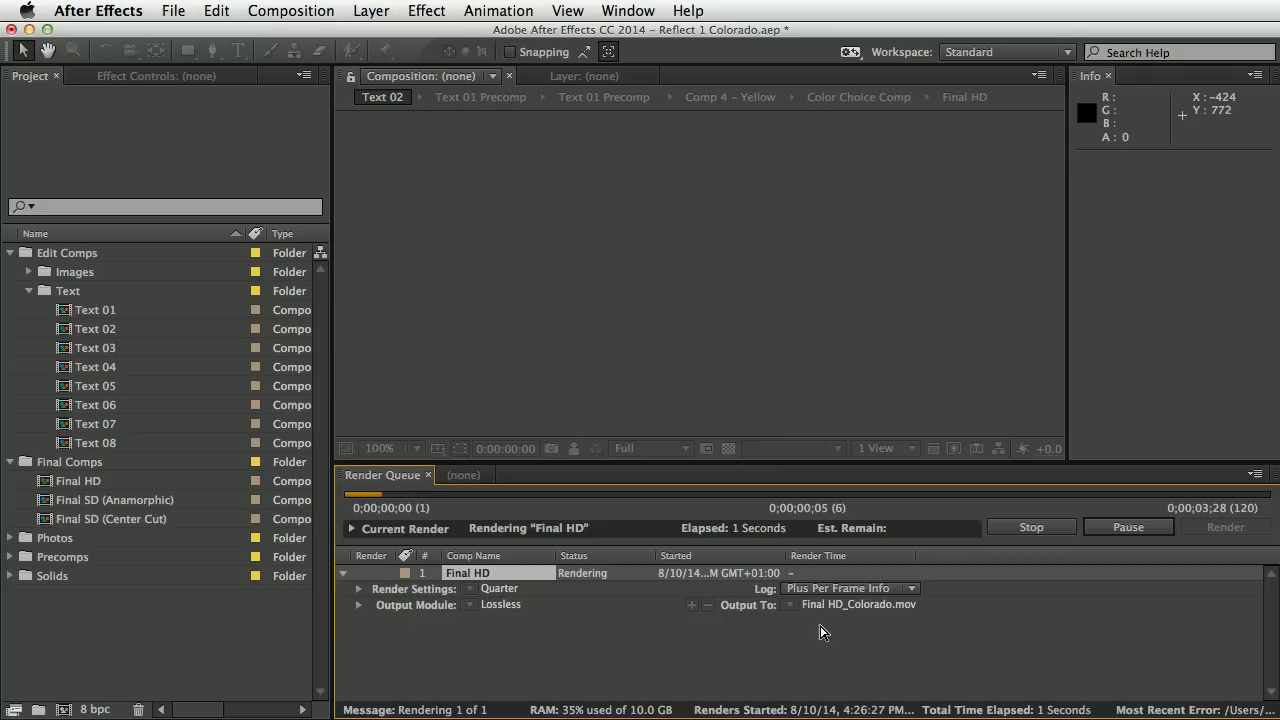 After Effects File Edit Composition Layer Effect Animation View Window Help
Adobe After Effects CC 2014 – Reflect 1 Colorado.aep *
Snapping Workspace: Standard Search Help
Project × Effect Controls: (none) Composition: (none) × Layer: (none) Info ×
Text 02 Text 01 Precomp Text 01 Precomp Comp 4 – Yellow Color Choice Comp Final HD
R: X: -424
G: Y: 772
B:
A: 0
Name Type
Edit Comps Folder
Images Folder
Text Folder
Text 01 Compo
Text 02 Compo
Text 03 Compo
Text 04 Compo
Text 05 Compo
Text 06 Compo
Text 07 Compo
Text 08 Compo
Final Comps Folder
Final HD Compo
Final SD (Anamorphic) Compo
Final SD (Center Cut) Compo
Photos Folder
Precomps Folder
Solids Folder
8 bpc
100% 0:00:00:00 Full 1 View +0.0
Render Queue × (none)
0;00;00;00 (1) 0;00;00;05 (6) 0;00;03;28 (120)
Current Render Rendering "Final HD" Elapsed: 1 Seconds Est. Remain: Stop Pause Render
Render # Comp Name Status Started Render Time
1 Final HD Rendering 8/10/14...M GMT+01:00 –
Render Settings: Quarter Log: Plus Per Frame Info
Output Module: Lossless + – Output To: Final HD_Colorado.mov
Message: Rendering 1 of 1 RAM: 35% used of 10.0 GB Renders Started: 8/10/14, 4:26:27 PM... Total Time Elapsed: 1 Seconds Most Recent Error: /Users/...